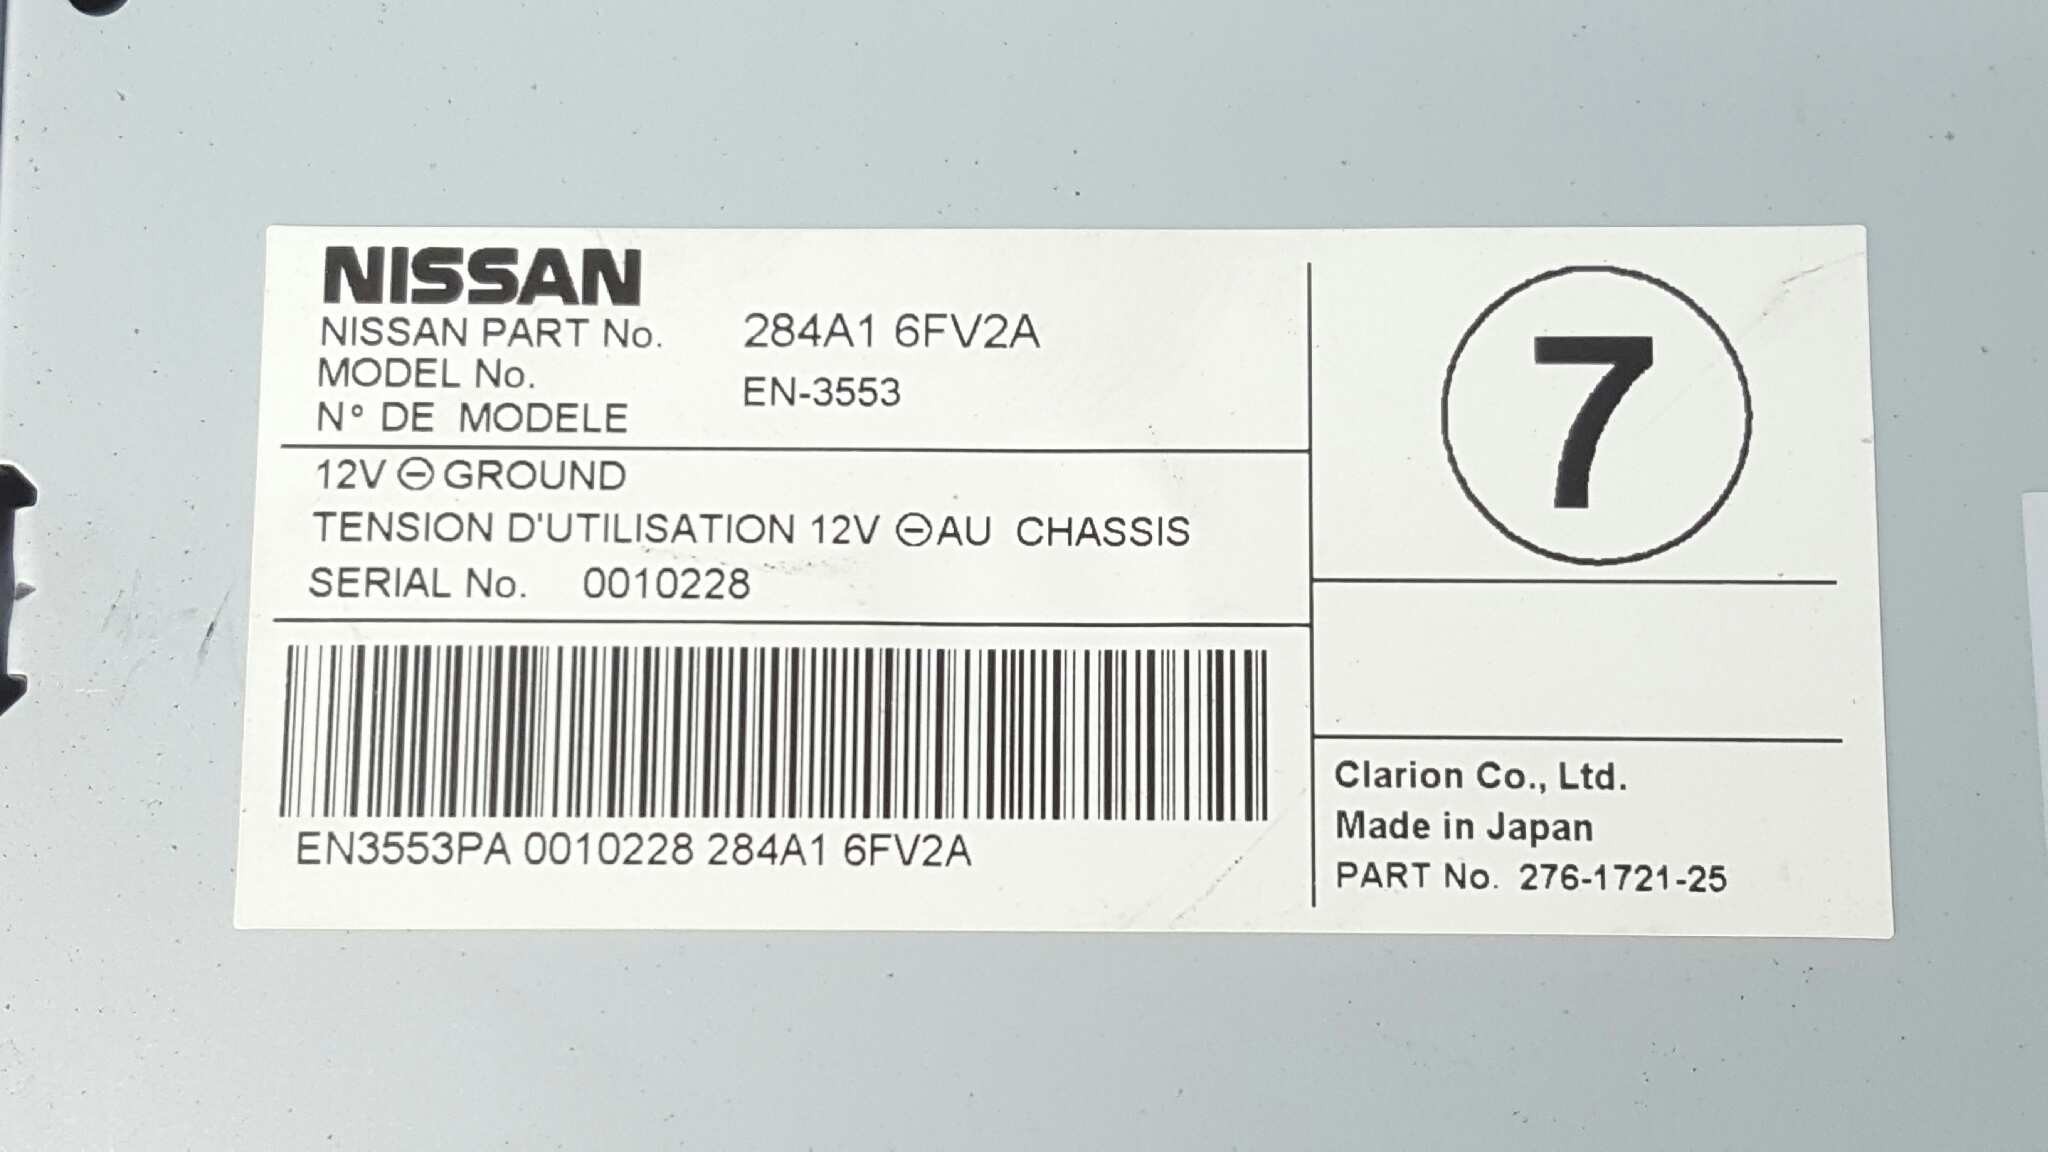 NISSAN
NISSAN PART No. 284A1 6FV2A
MODEL No.
N° DE MODELE EN-3553
12V ⊖ GROUND
TENSION D'UTILISATION 12V ⊖ AU CHASSIS
SERIAL No. 0010228
EN3553PA 0010228 284A1 6FV2A
7
Clarion Co., Ltd.
Made in Japan
PART No. 276-1721-25